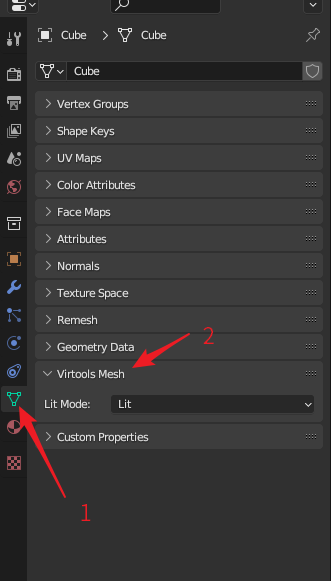 Cube Cube
Cube
Vertex Groups
Shape Keys
UV Maps
Color Attributes
Face Maps
Attributes
Normals
Texture Space
Remesh
2
Geometry Data
Virtools Mesh
Lit Mode: Lit
Custom Properties
1